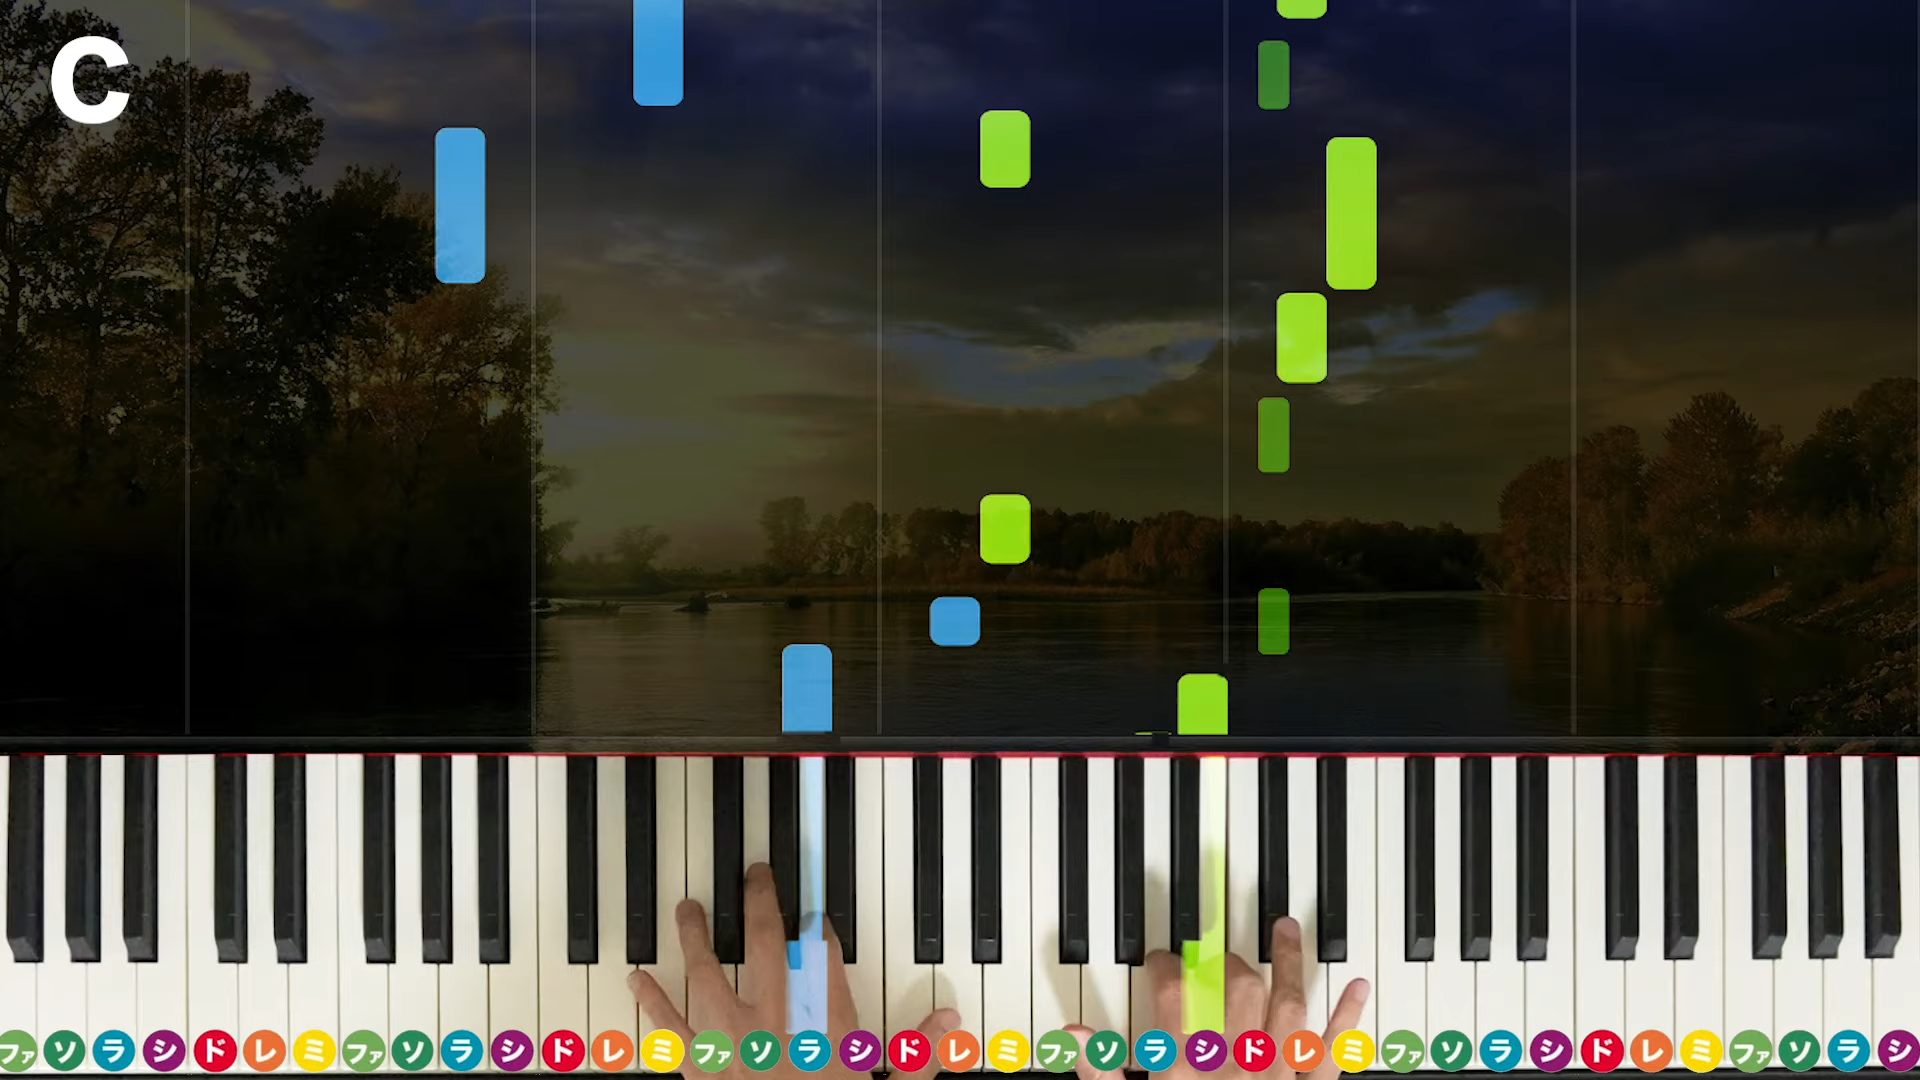 C
ファ ソ ラ シ ド レ ミ ファ ソ ラ シ ド レ ミ ファ ソ ラ シ ド レ ミ ファ ソ ラ シ ド レ ミ ファ ソ ラ シ ド レ ミ ファ ソ ラ シ